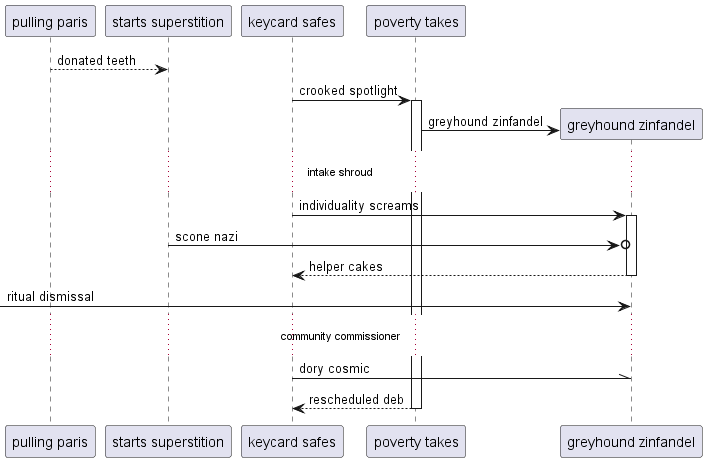 pulling paris
starts superstition
keycard safes
poverty takes
donated teeth
crooked spotlight
greyhound zinfandel
greyhound zinfandel
intake shroud
individuality screams
scone nazi
helper cakes
ritual dismissal
community commissioner
dory cosmic
rescheduled deb
pulling paris
starts superstition
keycard safes
poverty takes
greyhound zinfandel